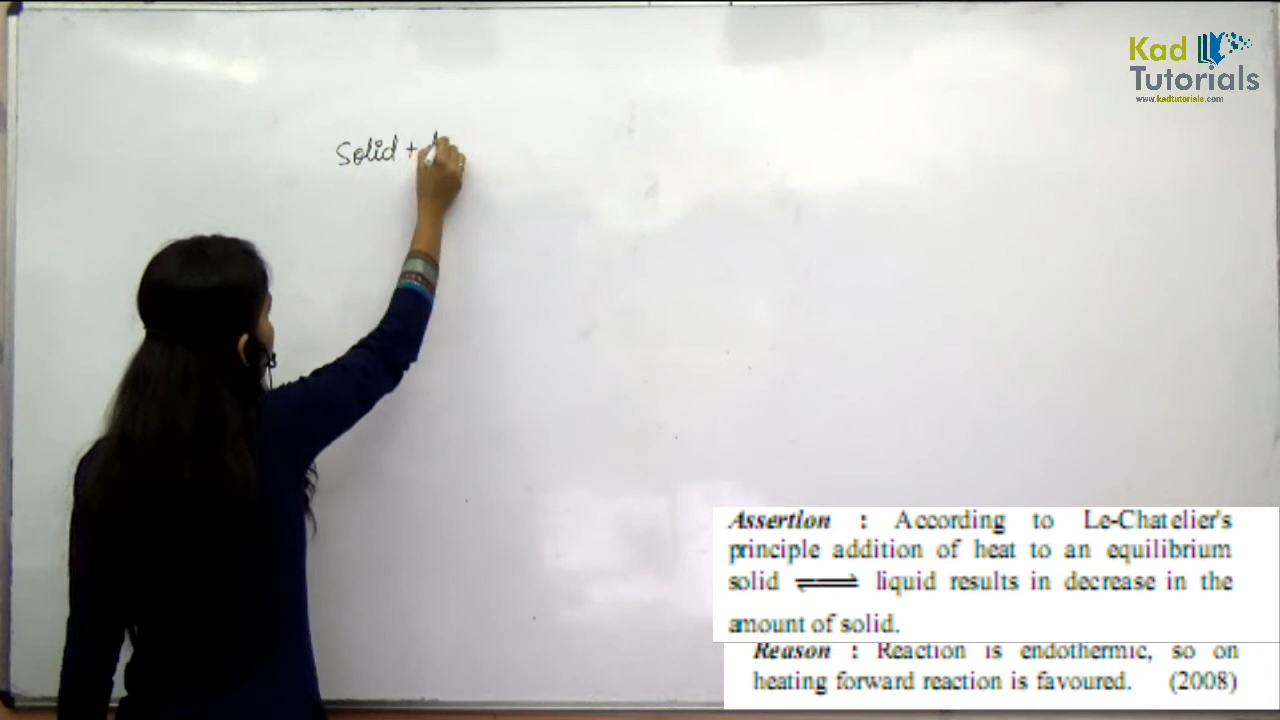 Kad
Tutorials
www.kadtutorials.com
Solid +
Assertion : According to Le-Chatelier's
principle addition of heat to an equilibrium
solid ⇌ liquid results in decrease in the
amount of solid.
Reason : Reaction is endothermic, so on
heating forward reaction is favoured. (2008)